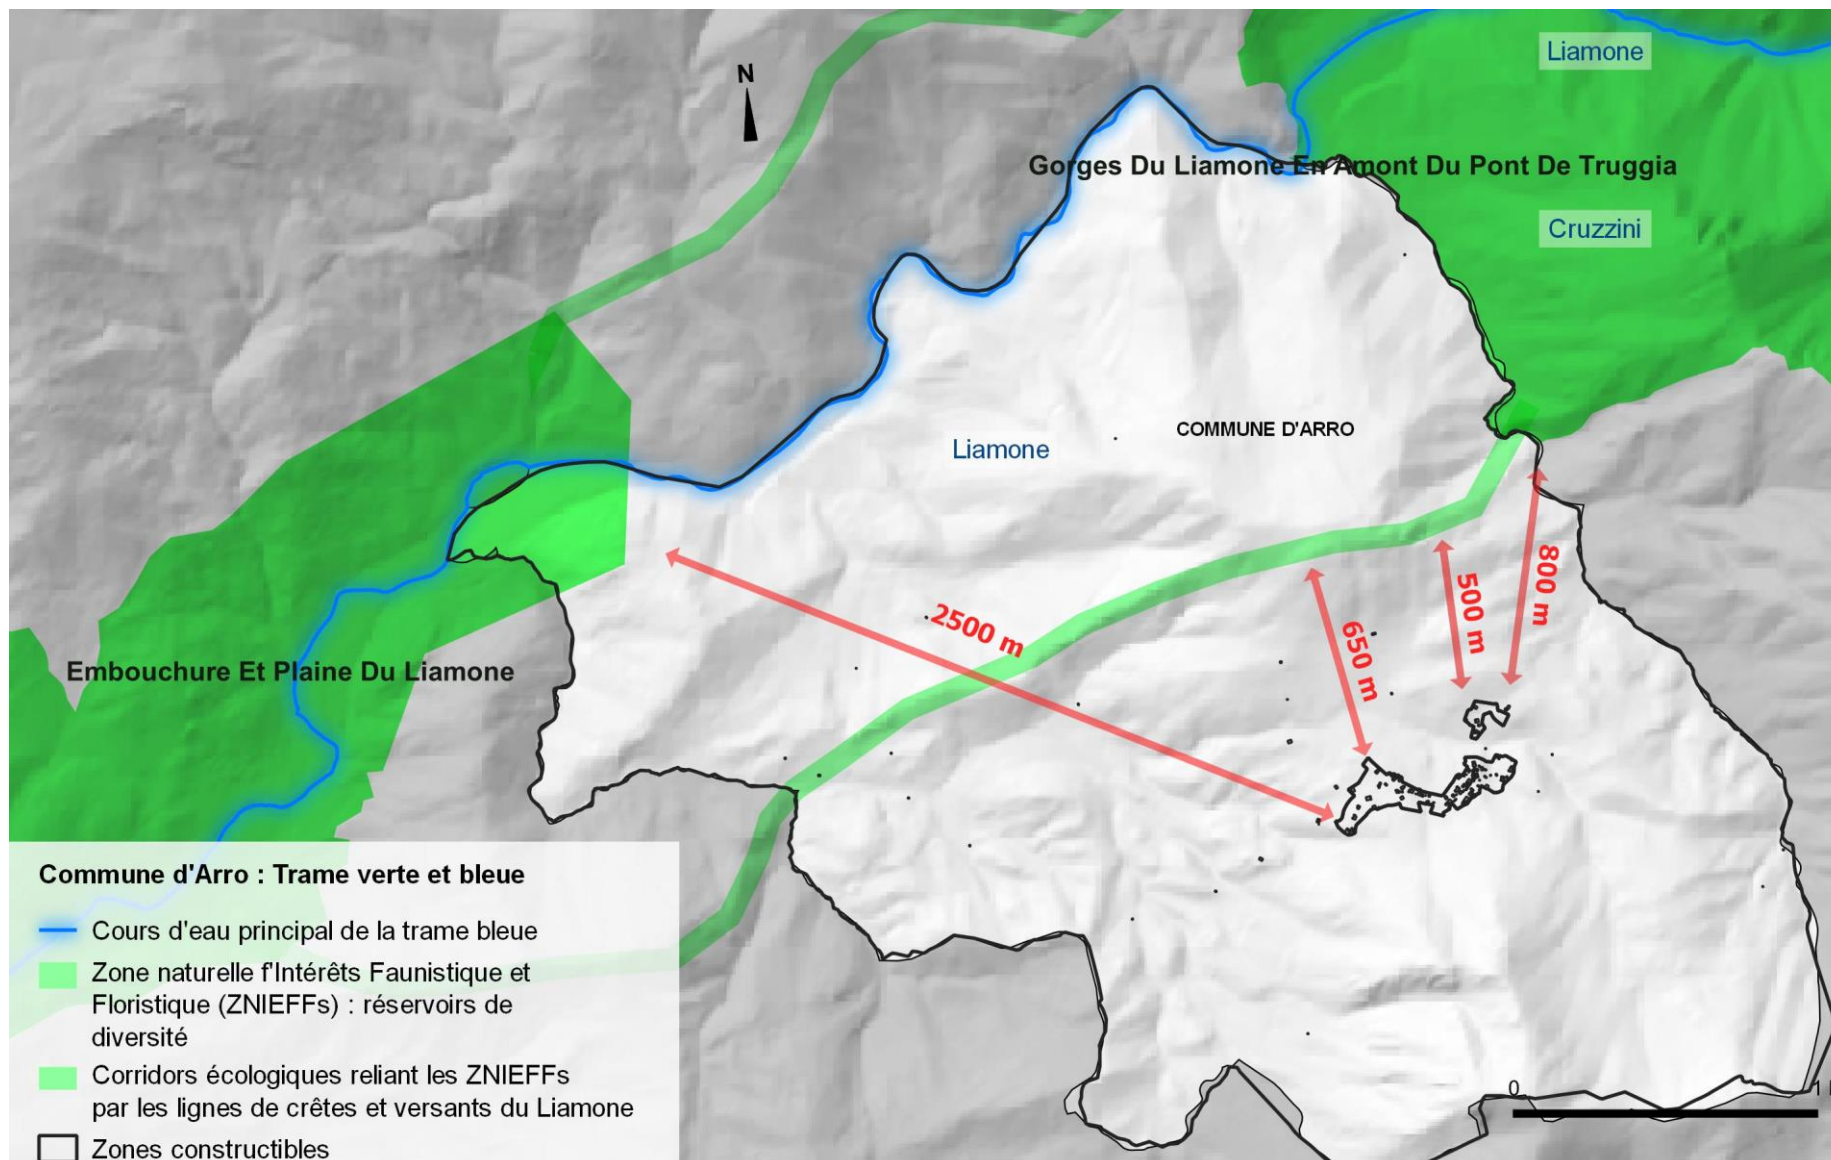 N
Liamone
Gorges Du Liamone En Amont Du Pont De Truggia
Cruzzini
COMMUNE D'ARRO
Liamone
800 m
500 m
2500 m
650 m
Embouchure Et Plaine Du Liamone
Commune d'Arro : Trame verte et bleue
Cours d'eau principal de la trame bleue
Zone naturelle f'Intérêts Faunistique et
Floristique (ZNIEFFs) : réservoirs de
diversité
Corridors écologiques reliant les ZNIEFFs
par les lignes de crêtes et versants du Liamone
Zones constructibles
0
1